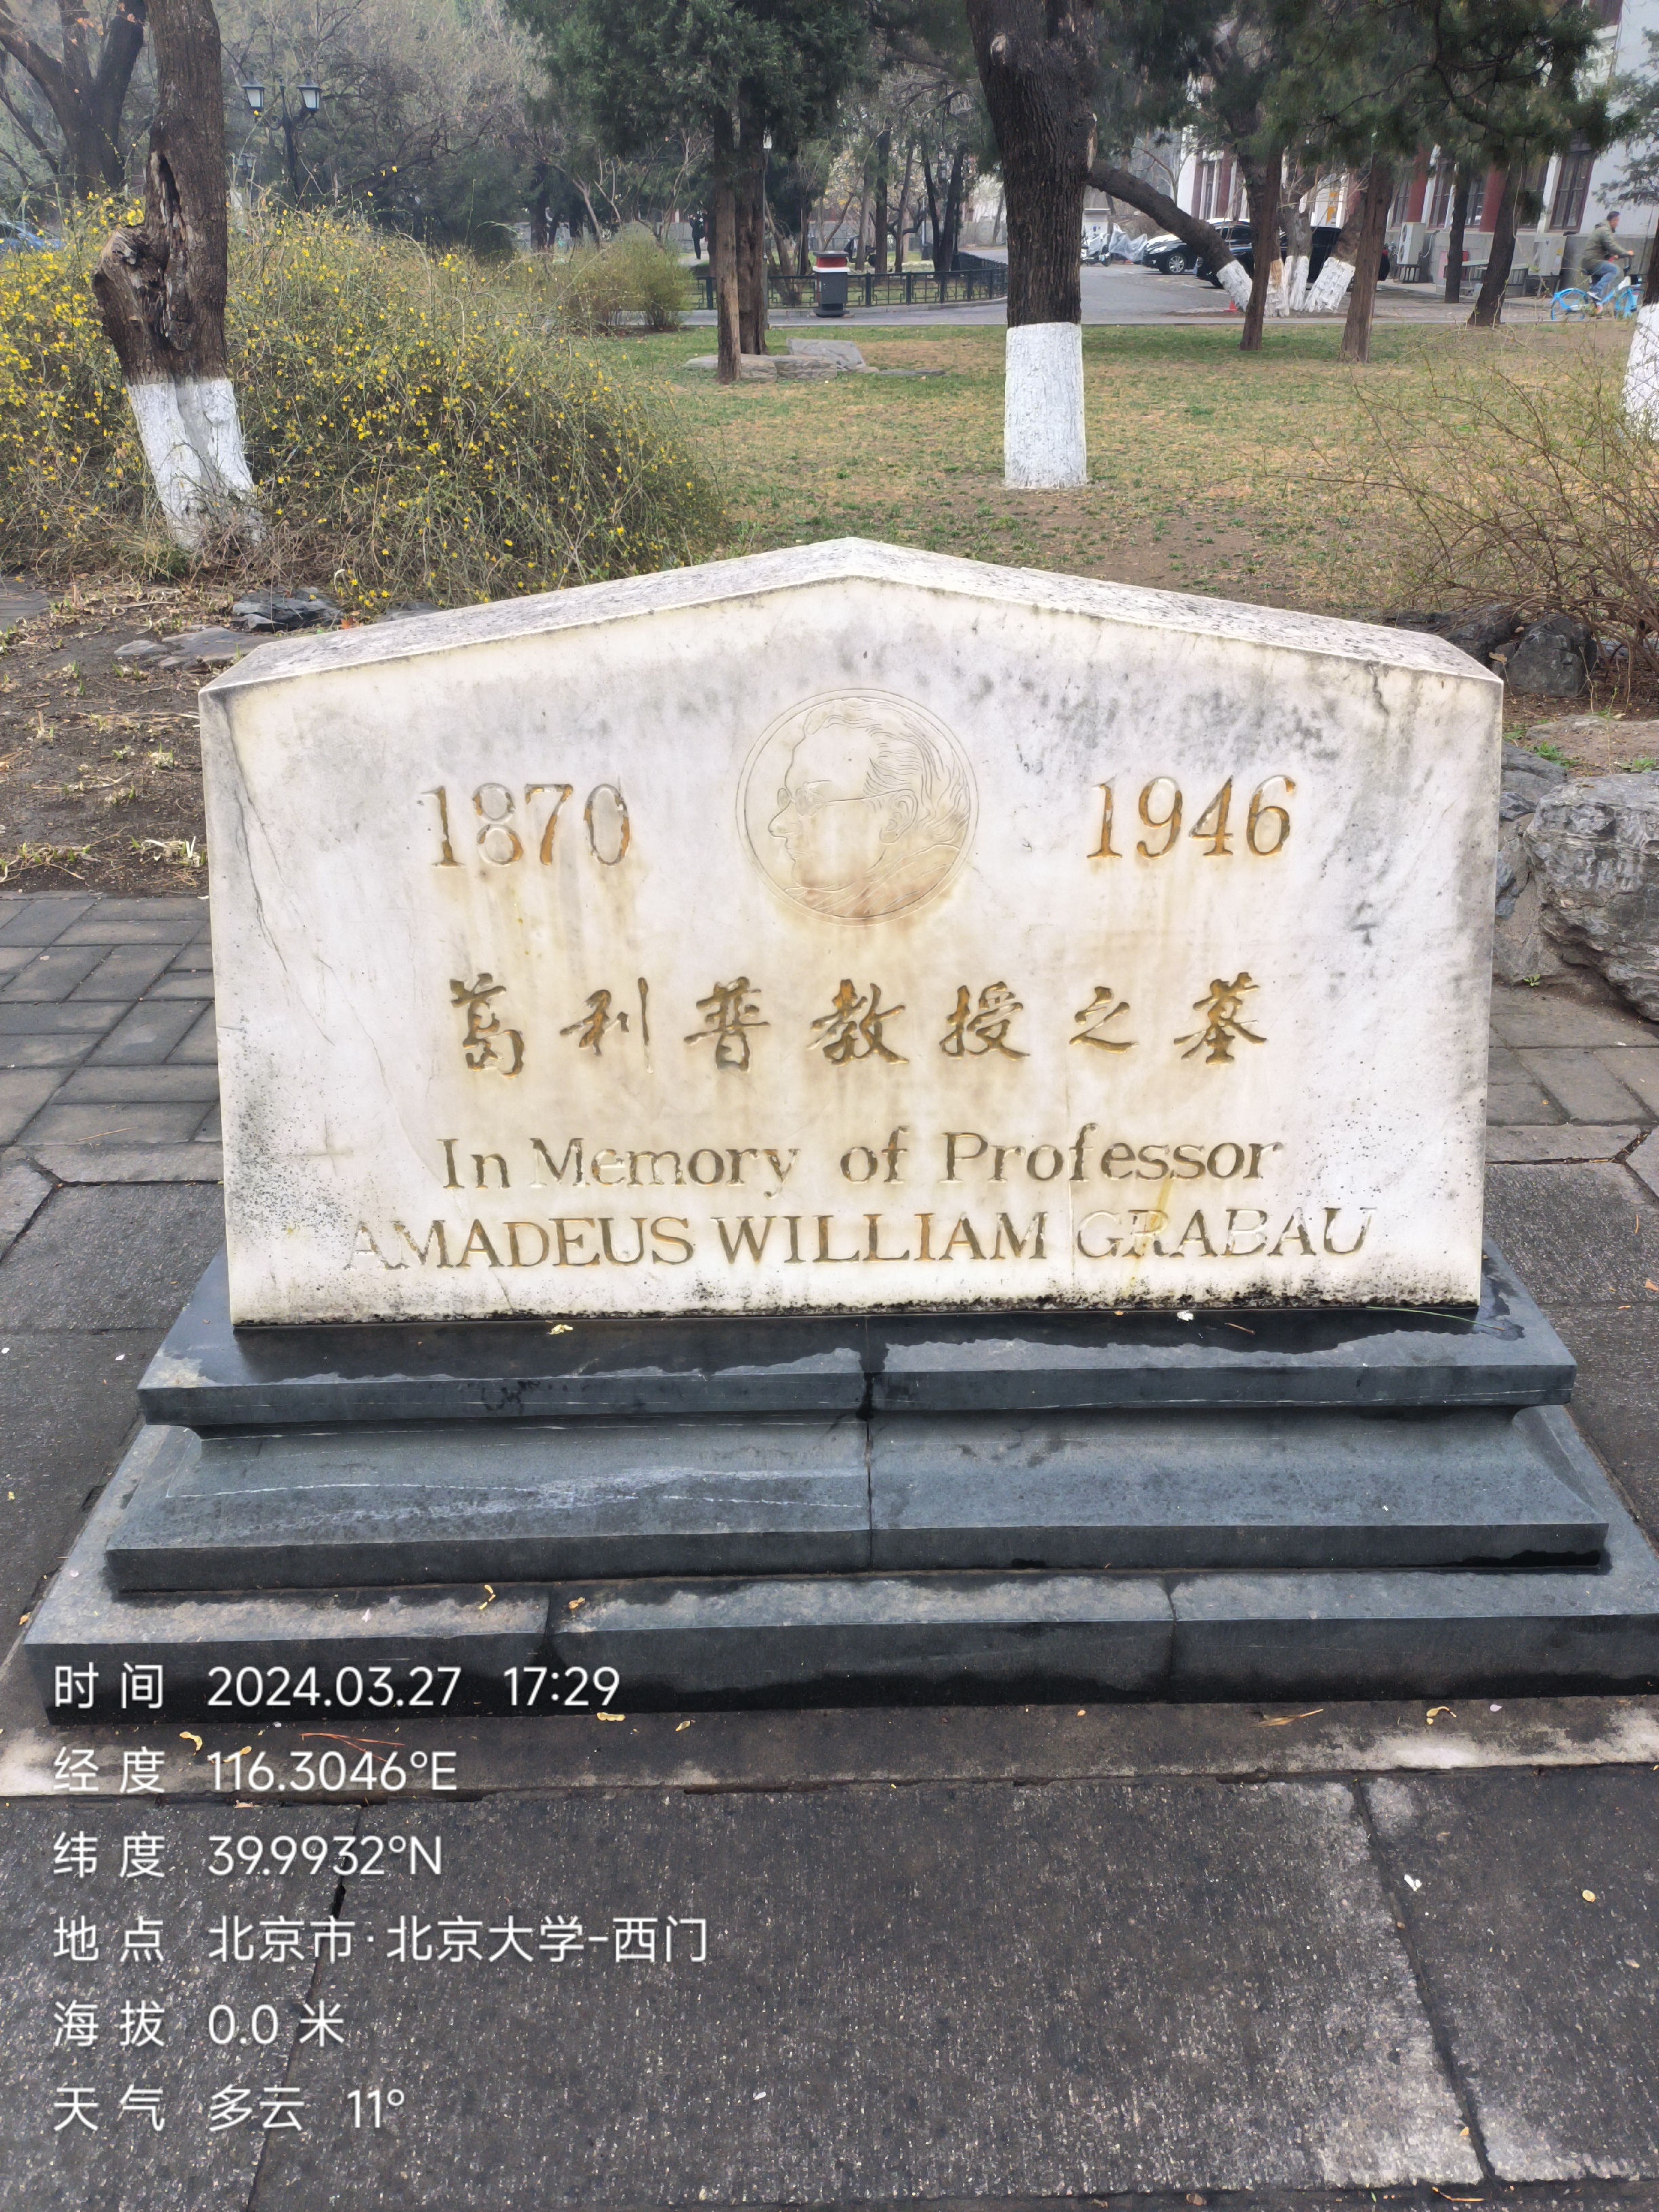 1870 1946
葛利普教授之墓
In Memory of Professor
AMADEUS WILLIAM GRABAU
时间 2024.03.27 17:29
经度 116.3046°E
纬度 39.9932°N
地点 北京市·北京大学-西门
海拔 0.0 米
天气 多云 11°